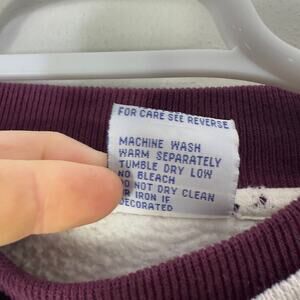 FOR CARE SEE REVERSE
MACHINE WASH
WARM SEPARATELY
TUMBLE DRY LOW
NO BLEACH
DO NOT DRY CLEAN
OR IRON IF
DECORATED